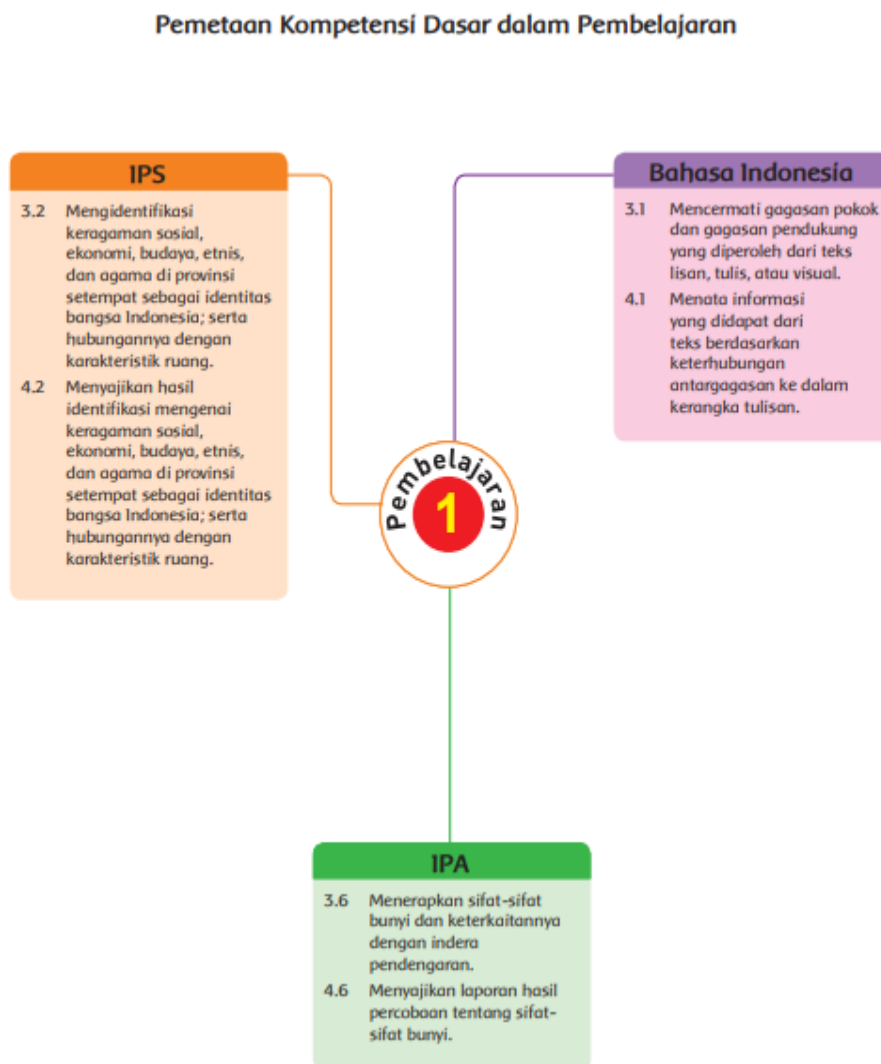 Pemetaan Kompetensi Dasar dalam Pembelajaran
IPS
3.2 Mengidentifikasi
keragaman sosial,
ekonomi, budaya, etnis,
dan agama di provinsi
setempat sebagai identitas
bangsa Indonesia; serta
hubungannya dengan
karakteristik ruang.
4.2 Menyajikan hasil
identifikasi mengenai
keragaman sosial,
ekonomi, budaya, etnis,
dan agama di provinsi
setempat sebagai identitas
bangsa Indonesia; serta
hubungannya dengan
karakteristik ruang.
Bahasa Indonesia
3.1 Mencermati gagasan pokok
dan gagasan pendukung
yang diperoleh dari teks
lisan, tulis, atau visual.
4.1 Menata informasi
yang didapat dari
teks berdasarkan
keterhubungan
antargagasan ke dalam
kerangka tulisan.
Pembelajaran
1
IPA
3.6 Menerapkan sifat-sifat
bunyi dan keterkaitannya
dengan indera
pendengaran.
4.6 Menyajikan laporan hasil
percobaan tentang sifat-
sifat bunyi.